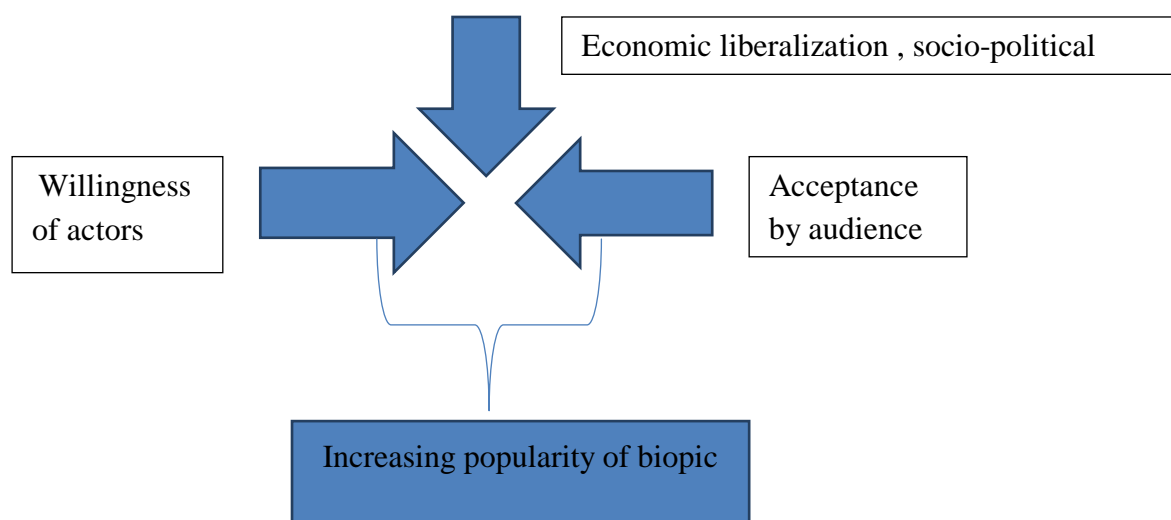 Economic liberalization , socio-political
Willingness
of actors
Acceptance
by audience
Increasing popularity of biopic